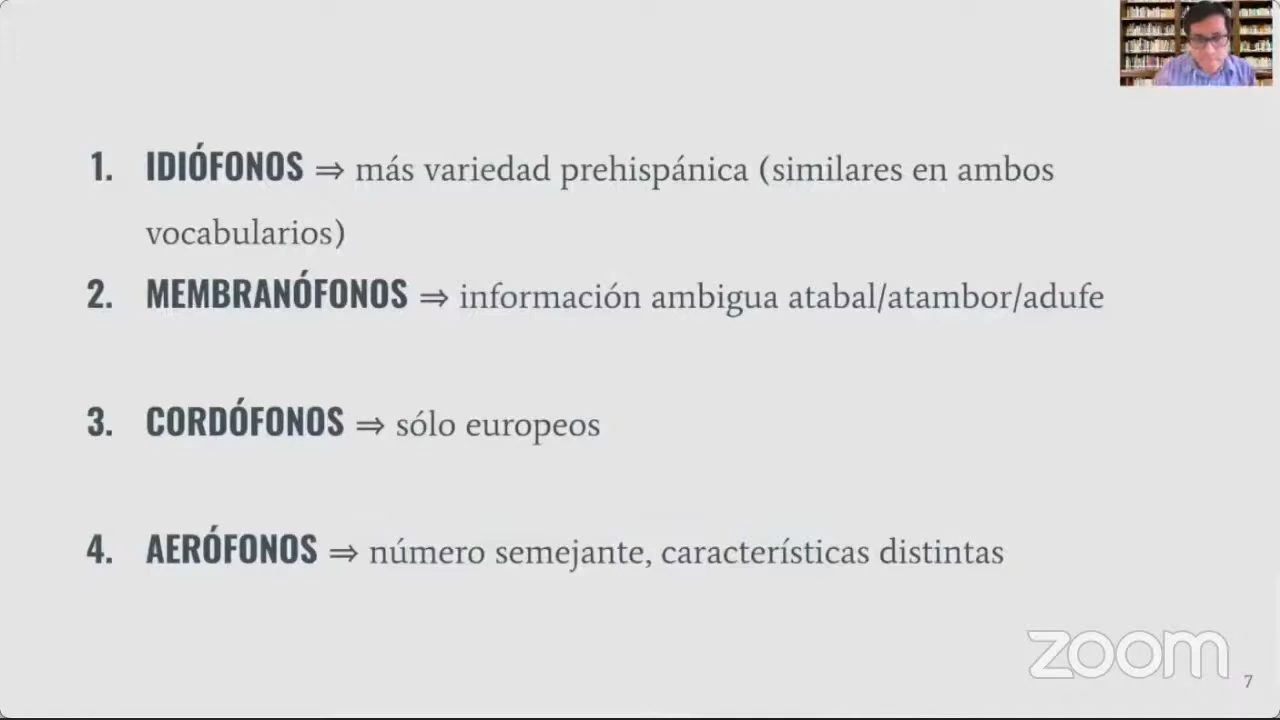 1. IDIÓFONOS ⇒ más variedad prehispánica (similares en ambos
vocabularios)
2. MEMBRANÓFONOS ⇒ información ambigua atabal/atambor/adufe
3. CORDÓFONOS ⇒ sólo europeos
4. AERÓFONOS ⇒ número semejante, características distintas
zoom
7